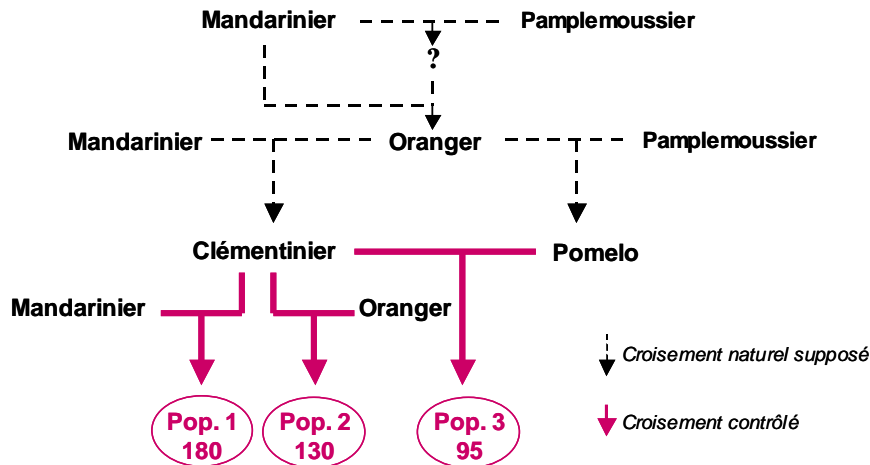 Mandarinier Pamplemoussier
?
Mandarinier Oranger Pamplemoussier
Clémentinier Pomelo
Mandarinier Oranger
Croisement naturel supposé
Pop. 1 Pop. 2 Pop. 3 Croisement contrôlé
180 130 95